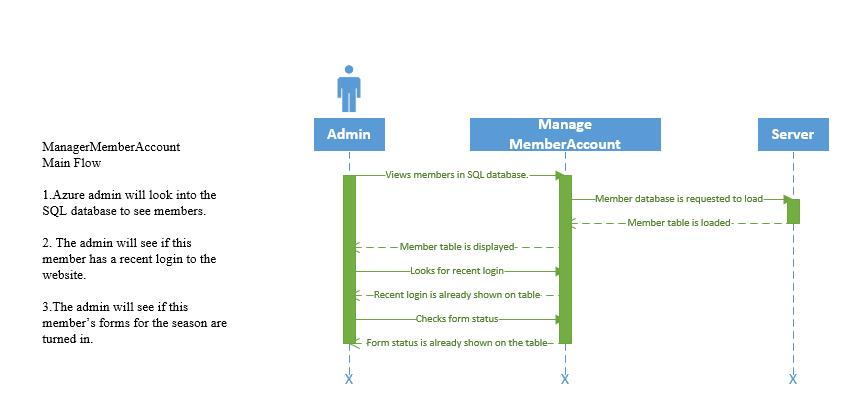 Admin
Manage
MemberAccount
Server
ManagerMemberAccount
Main Flow
1.Azure admin will look into the
SQL database to see members.
2. The admin will see if this
member has a recent login to the
website.
3.The admin will see if this
member's forms for the season are
turned in.
Views members in SQL database.
Member database is requested to load
Member table is loaded
Member table is displayed
Looks for recent login
Recent login is already shown on table
Checks form status
Form status is already shown on the table
X X X